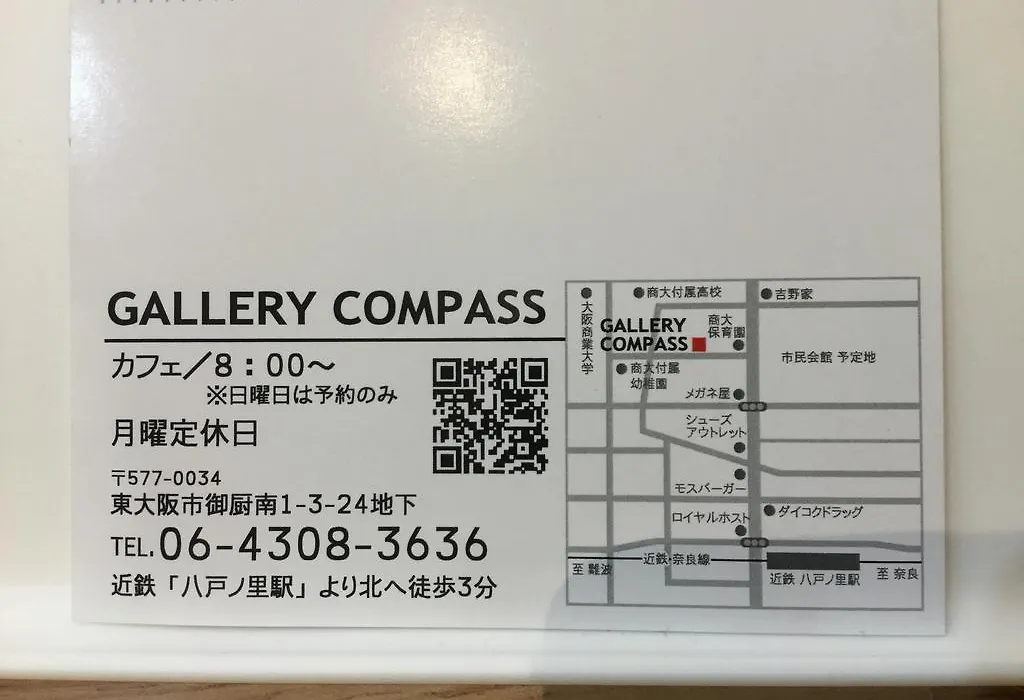 GALLERY COMPASS
カフェ/8：00〜
※日曜日は予約のみ
月曜定休日
〒577-0034
東大阪市御厨南1-3-24地下
TEL.06-4308-3636
近鉄「八戸ノ里駅」より北へ徒歩3分
大阪商業大学
商大付属高校
吉野家
GALLERY
COMPASS
商大
保育園
市民会館 予定地
商大付属
幼稚園
メガネ屋
シューズ
アウトレット
モスバーガー
ロイヤルホスト
ダイコクドラッグ
近鉄・奈良線
至 難波
近鉄 八戸ノ里駅
至 奈良